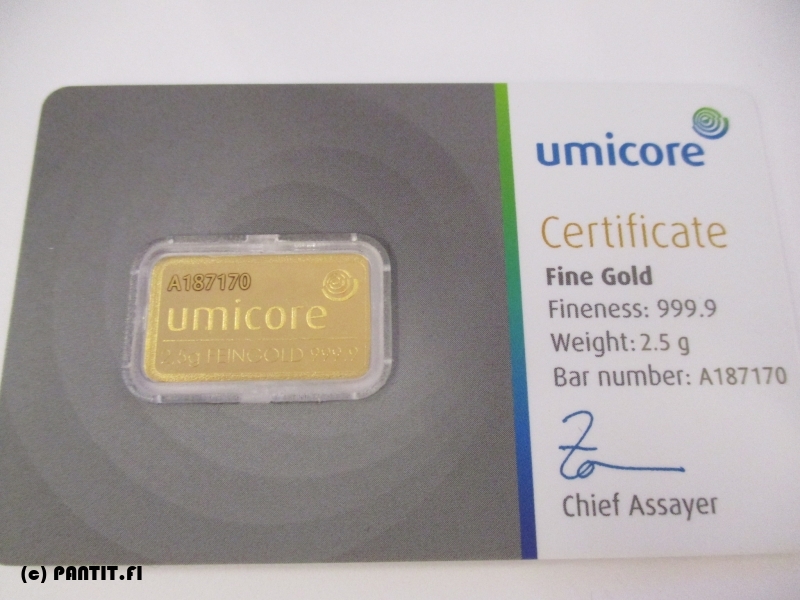 A187170
umicore
2.5g FEINGOLD 999.9
umicore
Certificate
Fine Gold
Fineness: 999.9
Weight: 2.5 g
Bar number: A187170
Chief Assayer
(c) PANTIT.FI